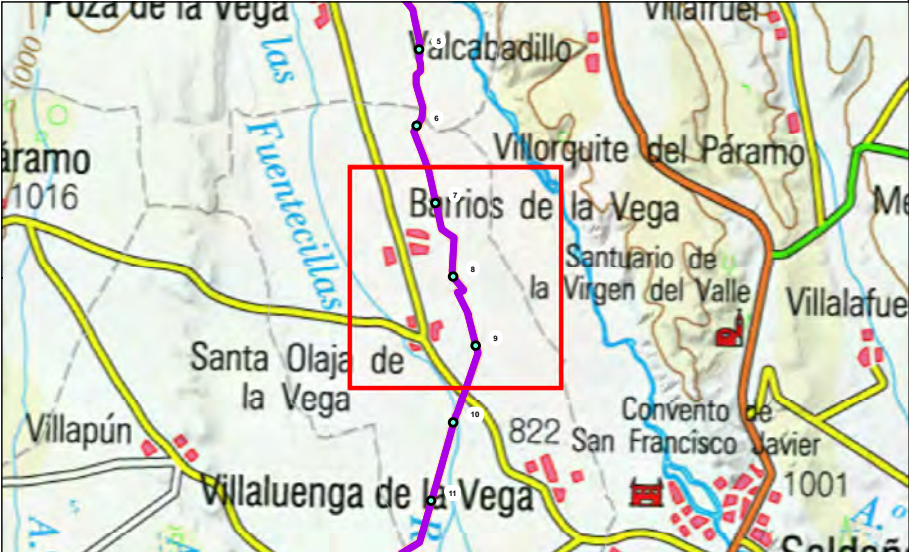 Poza de la Vega
Villafruel
las
5
Valcabadillo
1000
6
Fuentecillas
Villorquite del Páramo
áramo
1016
7
Barrios de la Vega
Me
8
Santuario de
la Virgen del Valle
Villalafue
9
Santa Olaja de
la Vega
Convento de
San Francisco Javier
10
822
Villapún
11
Villaluenga de la Vega
1001
A.
A.
R
A. o
Saldañ